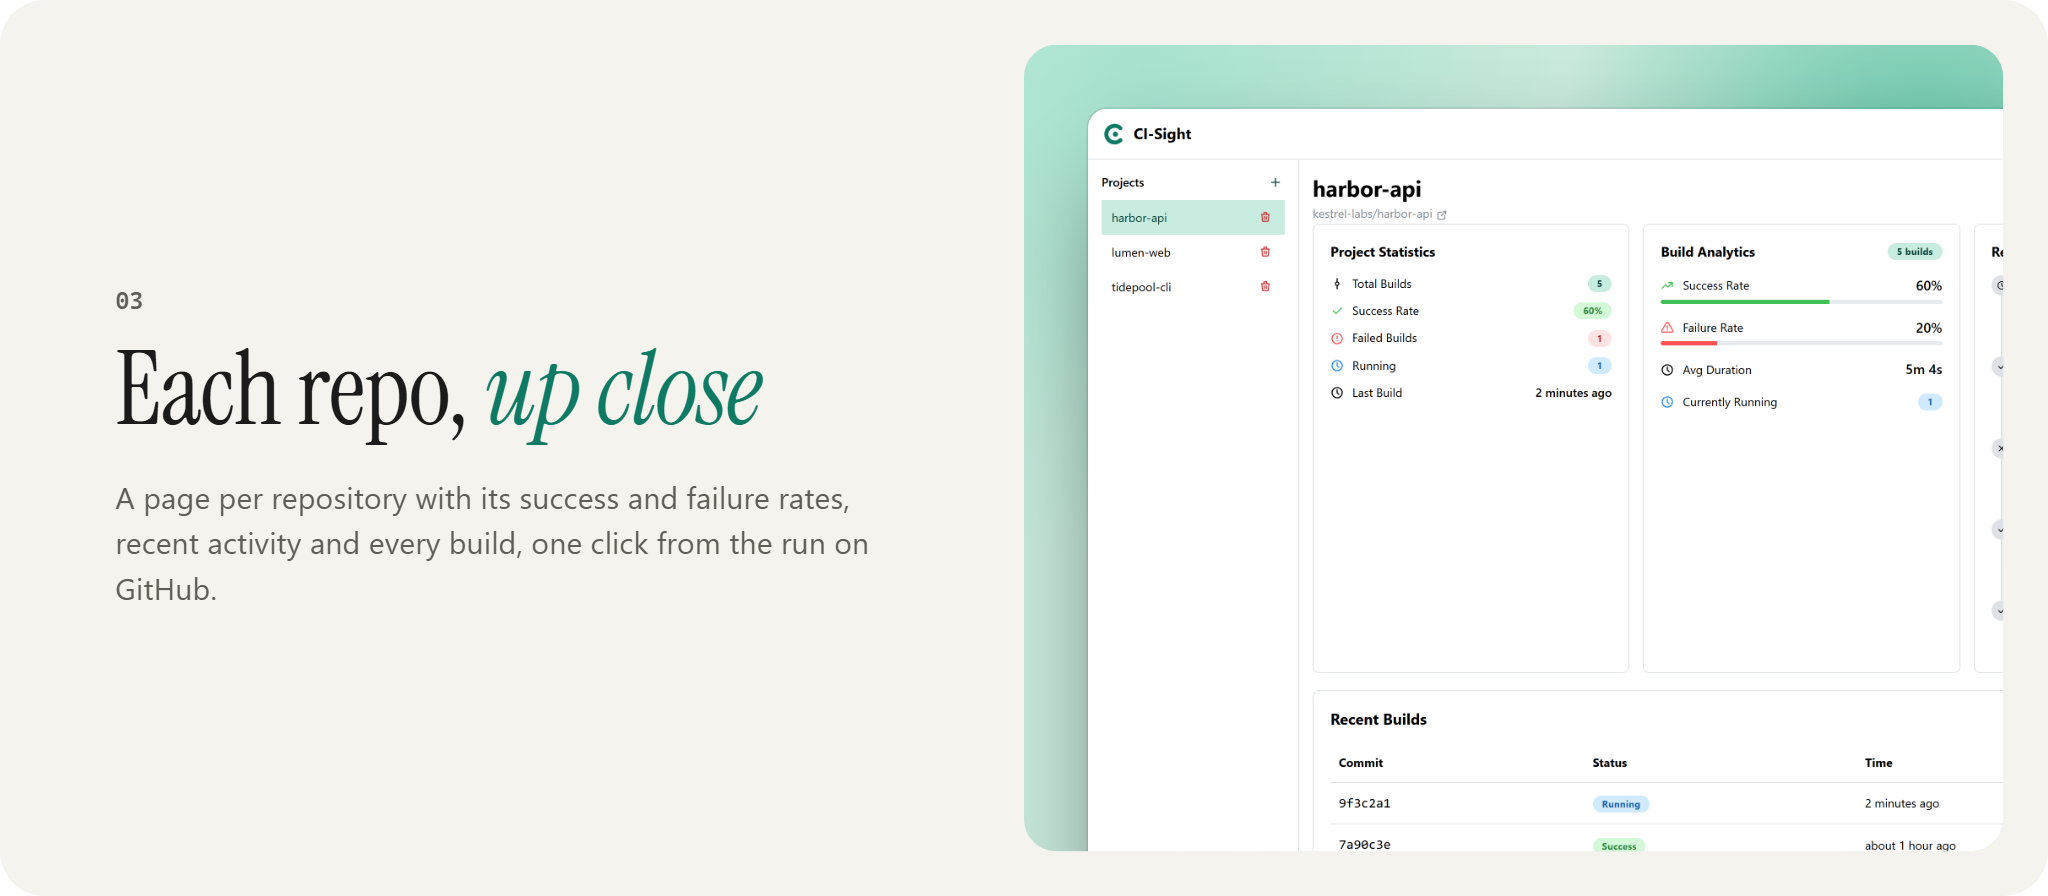 03
Each repo, up close
A page per repository with its success and failure rates,
recent activity and every build, one click from the run on
GitHub.
CI-Sight
Projects
harbor-api
lumen-web
tidepool-cli
harbor-api
kestrel-labs/harbor-api
Project Statistics
Total Builds 5
Success Rate 60%
Failed Builds 1
Running 1
Last Build 2 minutes ago
Build Analytics 5 builds
Success Rate 60%
Failure Rate 20%
Avg Duration 5m 4s
Currently Running 1
Re
Recent Builds
Commit Status Time
9f3c2a1 Running 2 minutes ago
7a90c3e Success about 1 hour ago